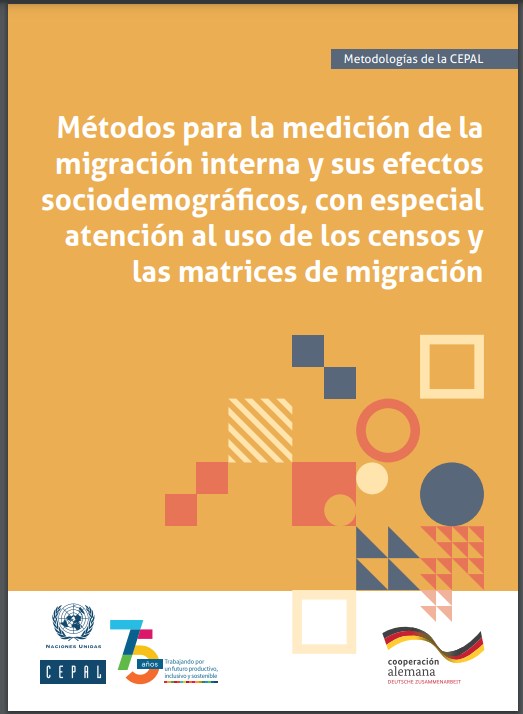 Metodologías de la CEPAL
Métodos para la medición de la
migración interna y sus efectos
sociodemográficos, con especial
atención al uso de los censos y
las matrices de migración
NACIONES UNIDAS
CEPAL
75
años
Trabajando por
un futuro productivo,
inclusivo y sostenible
cooperación
alemana
DEUTSCHE ZUSAMMENARBEIT